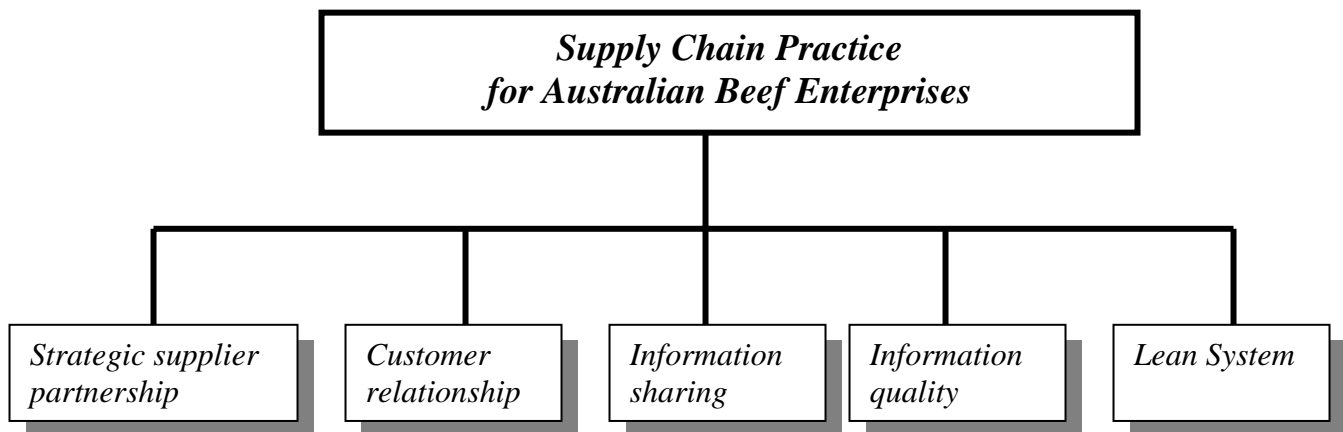 Supply Chain Practice
for Australian Beef Enterprises
Strategic supplier
partnership
Customer
relationship
Information
sharing
Information
quality
Lean System